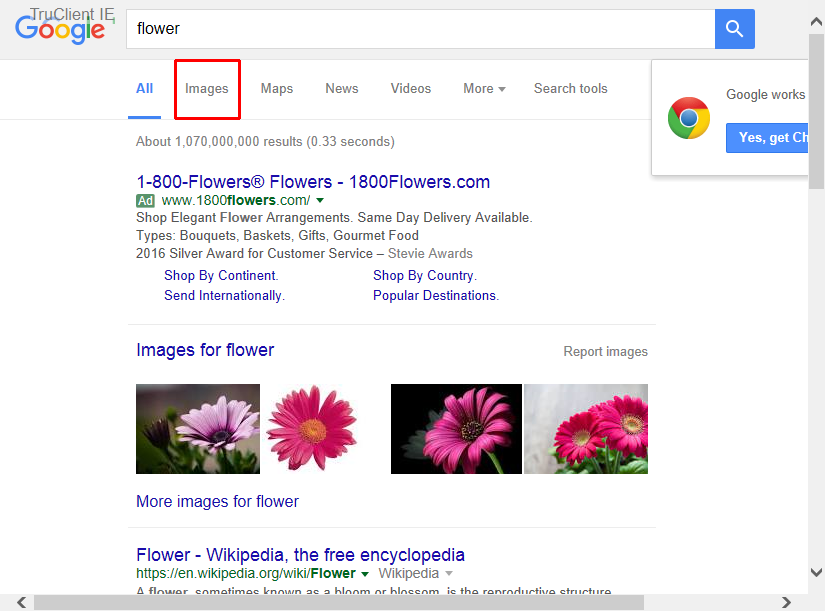 TruClient IE
Google
flower
All Images Maps News Videos More Search tools
Google works
Yes, get Ch
About 1,070,000,000 results (0.33 seconds)
1-800-Flowers® Flowers - 1800Flowers.com
Ad www.1800flowers.com/
Shop Elegant Flower Arrangements. Same Day Delivery Available.
Types: Bouquets, Baskets, Gifts, Gourmet Food
2016 Silver Award for Customer Service – Stevie Awards
Shop By Continent. Shop By Country.
Send Internationally. Popular Destinations.
Images for flower Report images
More images for flower
Flower - Wikipedia, the free encyclopedia
https://en.wikipedia.org/wiki/Flower Wikipedia
A flower, sometimes known as a bloom or blossom, is the reproductive structure